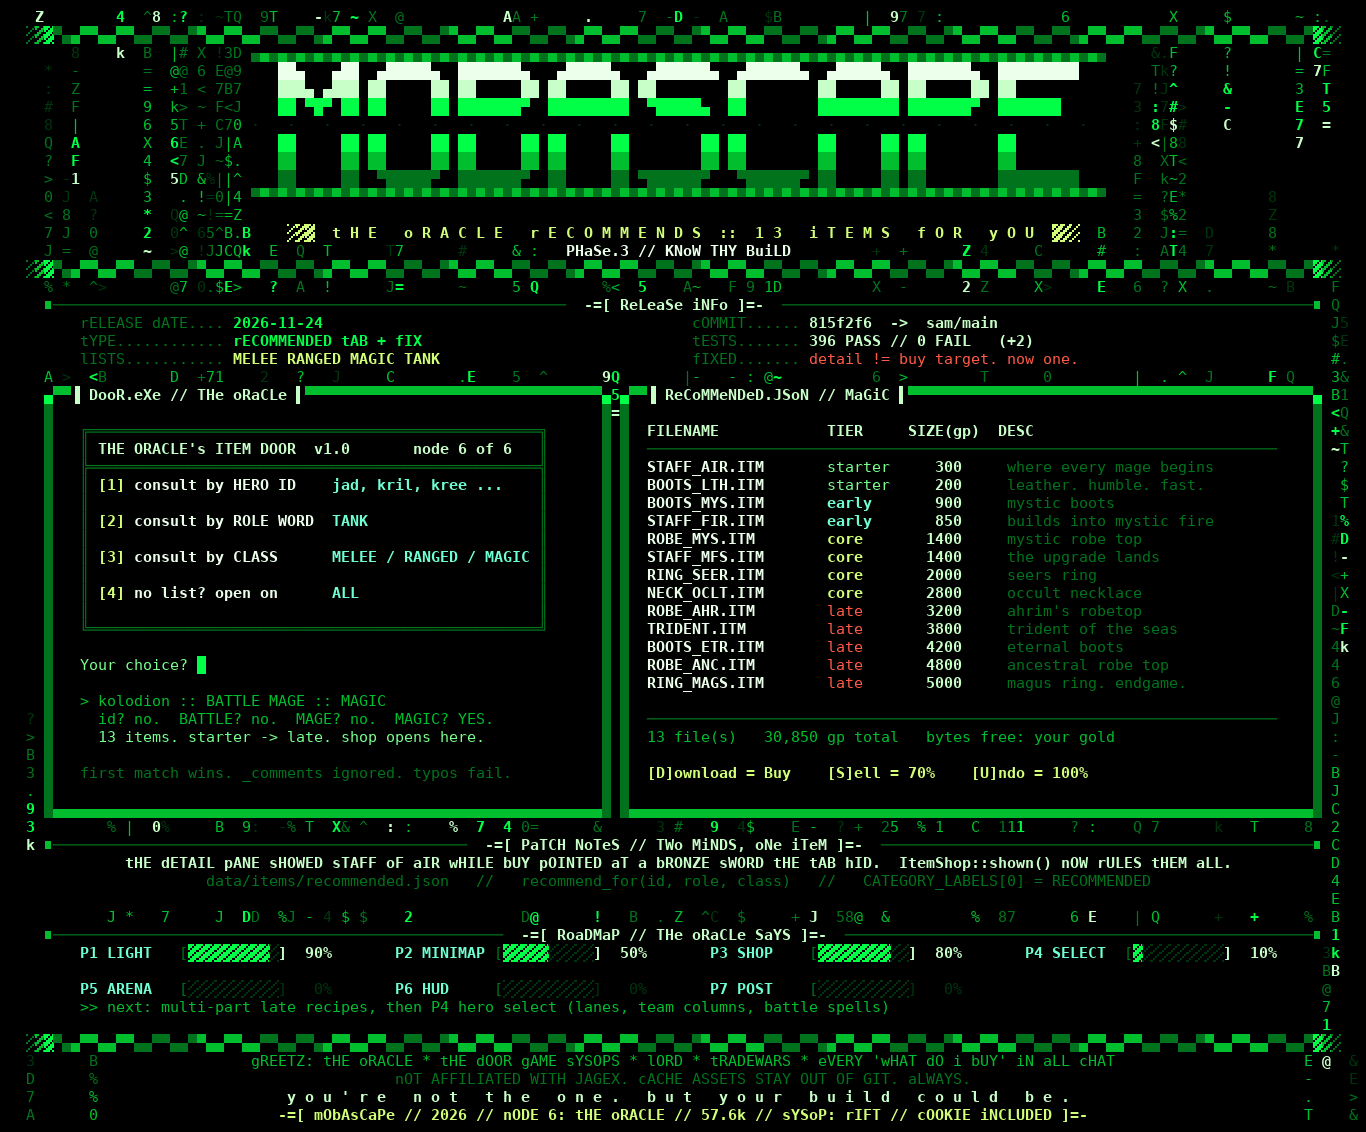 MOBASCAPE
tHE oRACLE rECOMMENDS :: 13 iTEMS fOR yOU
PHaSe.3 // KNoW THY BuiLD
-=[ ReLeaSe iNFo ]=-
rELEASE dATE.... 2026-11-24
cOMMIT...... 815f2f6 -> sam/main
tYPE............ rECOMMENDED tAB + fIX
tESTS....... 396 PASS // 0 FAIL (+2)
lISTS........... MELEE RANGED MAGIC TANK
fIXED....... detail != buy target. now one.
DooR.eXe // THe oRaCLe
THE ORACLE's ITEM DOOR v1.0 node 6 of 6
[1] consult by HERO ID jad, kril, kree ...
[2] consult by ROLE WORD TANK
[3] consult by CLASS MELEE / RANGED / MAGIC
[4] no list? open on ALL
Your choice?
> kolodion :: BATTLE MAGE :: MAGIC
id? no. BATTLE? no. MAGE? no. MAGIC? YES.
13 items. starter -> late. shop opens here.
first match wins. _comments ignored. typos fail.
ReCoMMeNDeD.JSoN // MaGiC
FILENAME TIER SIZE(gp) DESC
STAFF_AIR.ITM starter 300 where every mage begins
BOOTS_LTH.ITM starter 200 leather. humble. fast.
BOOTS_MYS.ITM early 900 mystic boots
STAFF_FIR.ITM early 850 builds into mystic fire
ROBE_MYS.ITM core 1400 mystic robe top
STAFF_MFS.ITM core 1400 the upgrade lands
RING_SEER.ITM core 2000 seers ring
NECK_OCLT.ITM core 2800 occult necklace
ROBE_AHR.ITM late 3200 ahrim's robetop
TRIDENT.ITM late 3800 trident of the seas
BOOTS_ETR.ITM late 4200 eternal boots
ROBE_ANC.ITM late 4800 ancestral robe top
RING_MAGS.ITM late 5000 magus ring. endgame.
13 file(s) 30,850 gp total bytes free: your gold
[D]ownload = Buy [S]ell = 70% [U]ndo = 100%
-=[ PaTCH NoTeS // TWo MiNDS, oNe iTeM ]=-
tHE dETAIL pANE sHOWED sTAFF oF aIR wHILE bUY pOINTED aT a bRONZE sWORD tHE tAB hID. ItemShop::shown() nOW rULES tHEM aLL.
data/items/recommended.json // recommend_for(id, role, class) // CATEGORY_LABELS[0] = RECOMMENDED
-=[ RoaDMaP // THe oRaCLe SaYS ]=-
P1 LIGHT [ ] 90% P2 MINIMAP [ ] 50% P3 SHOP [ ] 80% P4 SELECT [ ] 10%
P5 ARENA [ ] 0% P6 HUD [ ] 0% P7 POST [ ] 0%
>> next: multi-part late recipes, then P4 hero select (lanes, team columns, battle spells)
gREETZ: tHE oRACLE * tHE dOOR gAME sYSOPS * lORD * tRADEWARS * eVERY 'wHAT dO i bUY' iN aLL cHAT
nOT AFFILIATED WITH JAGEX. cACHE ASSETS STAY OUT OF GIT. aLWAYS.
you're not the one. but your build could be.
-=[ mObAsCaPe // 2026 // nODE 6: tHE oRACLE // 57.6k // sYSoP: rIFT // cOOKIE iNCLUDED ]=-